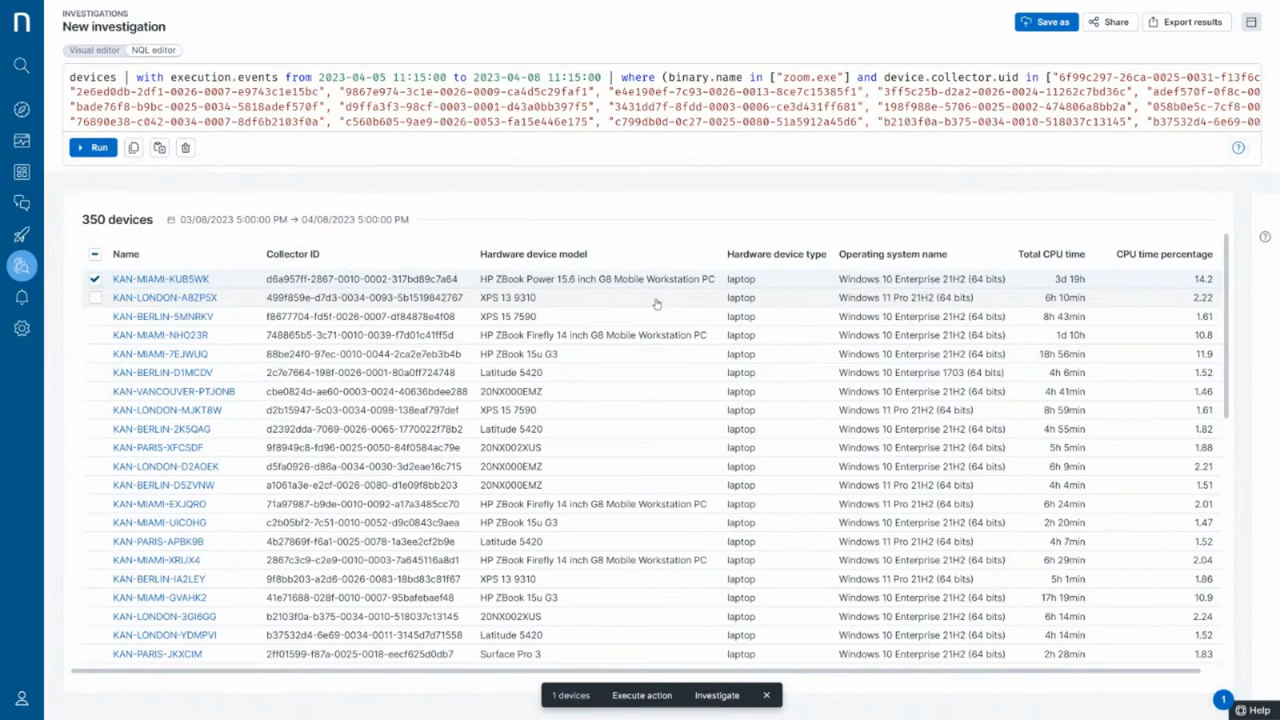 n
INVESTIGATIONS
New investigation
Save as
Share
Export results
Visual editor
NQL editor
devices | with execution.events from 2023-04-05 11:15:00 to 2023-04-08 11:15:00 | where (binary.name in ["zoom.exe"] and device.collector.uid in ["6f99c297-26ca-0025-0031-f13f6c
"2e6ed0db-2df1-0026-0007-e9743c1e15bc", "9867e974-3c1e-0026-0009-ca4d5c29faf1", "e4e190ef-7c93-0026-0013-8ce7c15385f1", "3ff5c25b-d2a2-0026-0024-11262c7bd36c", "adef570f-0f8c-00
"bade76f8-b9bc-0025-0034-5818adef570f", "d9ffa3f3-98cf-0003-0001-d43a0bb397f5", "3431dd7f-8fdd-0003-0006-ce3d431ff681", "198f988e-5706-0025-0002-474806a8bb2a", "058b0e5c-7cf8-00
"76890e38-c042-0034-0007-8df6b2103f0a", "c560b605-9ae9-0026-0053-fa15e446e175", "c799db0d-0c27-0025-0080-51a5912a45d6", "b2103f0a-b375-0034-0010-518037c13145", "b37532d4-6e69-00
Run
350 devices
03/08/2023 5:00:00 PM → 04/08/2023 5:00:00 PM
Name Collector ID Hardware device model Hardware device type Operating system name Total CPU time CPU time percentage
KAN-MIAMI-KUB5WK d6a957ff-2867-0010-0002-317bd89c7a64 HP ZBook Power 15.6 inch G8 Mobile Workstation PC laptop Windows 10 Enterprise 21H2 (64 bits) 3d 19h 14.2
KAN-LONDON-A8ZP5X 499f859e-d7d3-0034-0093-5b1519842767 XPS 13 9310 laptop Windows 11 Pro 21H2 (64 bits) 6h 10min 2.22
KAN-BERLIN-5MNRKV f8677704-fd5f-0026-0007-df84878e4f08 XPS 15 7590 laptop Windows 10 Enterprise 21H2 (64 bits) 8h 43min 1.61
KAN-MIAMI-NHO23R 748865b5-3c71-0010-0039-f7d01c41ff5d HP ZBook Firefly 14 inch G8 Mobile Workstation PC laptop Windows 10 Enterprise 21H2 (64 bits) 1d 10h 10.8
KAN-MIAMI-7EJWUQ 88be24f0-97ec-0010-0044-2ca2e7eb3b4b HP ZBook 15u G3 laptop Windows 10 Enterprise 21H2 (64 bits) 18h 56min 11.9
KAN-BERLIN-D1MCDV 2c7e7664-198f-0026-0001-80a0ff724748 Latitude 5420 laptop Windows 10 Enterprise 1703 (64 bits) 4h 6min 1.52
KAN-VANCOUVER-PTJONB cbe0824d-ae60-0003-0024-40636bdee288 20NX000EMZ laptop Windows 10 Enterprise 21H2 (64 bits) 4h 41min 1.46
KAN-LONDON-MJKT8W d2b15947-5c03-0034-0098-138eaf797def XPS 15 7590 laptop Windows 11 Pro 21H2 (64 bits) 8h 59min 1.61
KAN-BERLIN-2K5QAG d2392dda-7069-0026-0065-1770022f78b2 Latitude 5420 laptop Windows 10 Enterprise 21H2 (64 bits) 4h 55min 1.82
KAN-PARIS-XFCSDF 9f8949c8-fd96-0025-0050-84f0584ac79e 20NX002XUS laptop Windows 10 Enterprise 21H2 (64 bits) 5h 5min 1.88
KAN-LONDON-D2AOEK d5fa0926-d86a-0034-0030-3d2eae16c715 20NX000EMZ laptop Windows 10 Enterprise 21H2 (64 bits) 6h 9min 2.21
KAN-BERLIN-D5ZVNW a1061a3e-e2cf-0026-0080-d1e09f8bb203 20NX000EMZ laptop Windows 10 Enterprise 21H2 (64 bits) 4h 4min 1.51
KAN-MIAMI-EXJQRO 71a97987-b9de-0010-0092-a17a3485cc70 HP ZBook Firefly 14 inch G8 Mobile Workstation PC laptop Windows 10 Enterprise 21H2 (64 bits) 6h 24min 2.01
KAN-MIAMI-UICOHG c2b05bf2-7c51-0010-0052-d9c0843c9aea HP ZBook 15u G3 laptop Windows 10 Enterprise 21H2 (64 bits) 2h 20min 1.47
KAN-PARIS-APBK9B 4b27869f-f6a1-0025-0078-1a3ee2cf2b9e Latitude 5420 laptop Windows 11 Pro 21H2 (64 bits) 4h 7min 1.52
KAN-MIAMI-XRIJX4 2867c3c9-c2e9-0010-0003-7a645116a8d1 HP ZBook Firefly 14 inch G8 Mobile Workstation PC laptop Windows 10 Enterprise 21H2 (64 bits) 6h 29min 2.04
KAN-BERLIN-IA2LEY 9f8bb203-a2d6-0026-0083-18bd83c81f67 XPS 13 9310 laptop Windows 11 Pro 21H2 (64 bits) 5h 1min 1.86
KAN-MIAMI-GVAHK2 41e71688-028f-0010-0007-95bafebaef48 HP ZBook 15u G3 laptop Windows 10 Enterprise 21H2 (64 bits) 17h 19min 10.9
KAN-LONDON-3GI6GG b2103f0a-b375-0034-0010-518037c13145 20NX002XUS laptop Windows 10 Enterprise 21H2 (64 bits) 6h 14min 2.24
KAN-LONDON-YDMPVI b37532d4-6e69-0034-0011-3145d7d71558 Latitude 5420 laptop Windows 10 Enterprise 21H2 (64 bits) 4h 14min 1.52
KAN-PARIS-JKXCIM 2ff01599-f87a-0025-0018-eecf625d0db7 Surface Pro 3 laptop Windows 10 Enterprise 21H2 (64 bits) 2h 28min 1.83
1 devices Execute action Investigate
1
Help